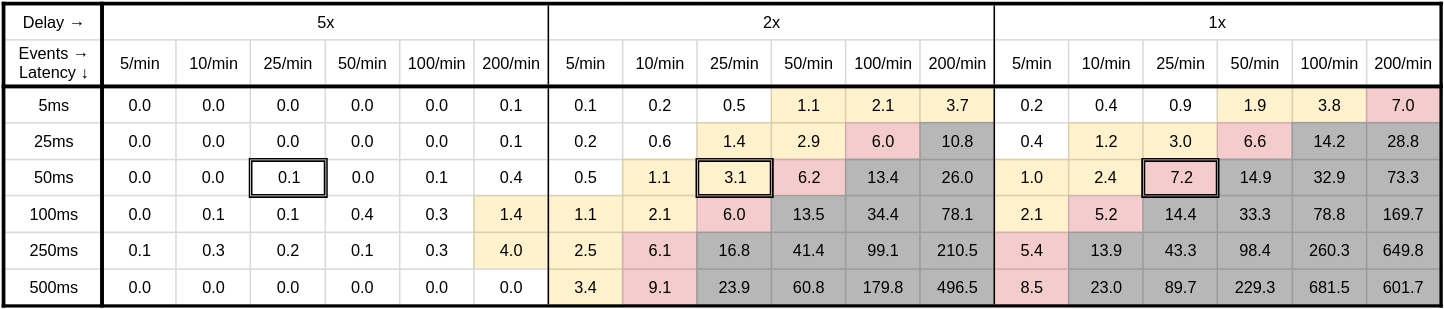 Delay → 5x 2x 1x
Events →
Latency ↓ 5/min 10/min 25/min 50/min 100/min 200/min 5/min 10/min 25/min 50/min 100/min 200/min 5/min 10/min 25/min 50/min 100/min 200/min
5ms 0.0 0.0 0.0 0.0 0.0 0.1 0.1 0.2 0.5 1.1 2.1 3.7 0.2 0.4 0.9 1.9 3.8 7.0
25ms 0.0 0.0 0.0 0.0 0.0 0.1 0.2 0.6 1.4 2.9 6.0 10.8 0.4 1.2 3.0 6.6 14.2 28.8
50ms 0.0 0.0 0.1 0.0 0.1 0.4 0.5 1.1 3.1 6.2 13.4 26.0 1.0 2.4 7.2 14.9 32.9 73.3
100ms 0.0 0.1 0.1 0.4 0.3 1.4 1.1 2.1 6.0 13.5 34.4 78.1 2.1 5.2 14.4 33.3 78.8 169.7
250ms 0.1 0.3 0.2 0.1 0.3 4.0 2.5 6.1 16.8 41.4 99.1 210.5 5.4 13.9 43.3 98.4 260.3 649.8
500ms 0.0 0.0 0.0 0.0 0.0 0.0 3.4 9.1 23.9 60.8 179.8 496.5 8.5 23.0 89.7 229.3 681.5 601.7